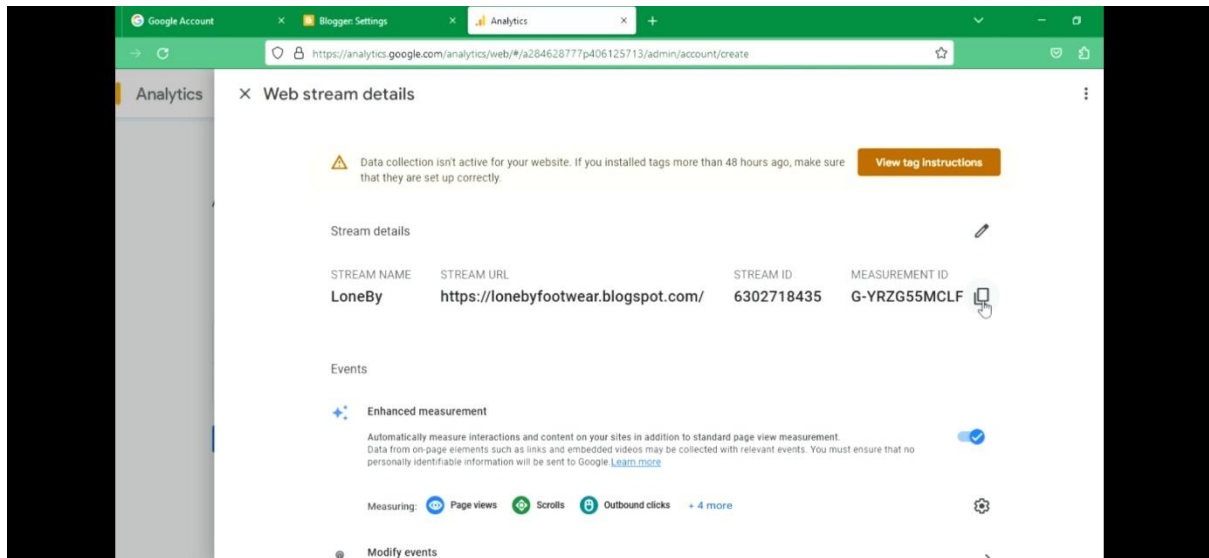 Google Account
Blogger: Settings
Analytics
https://analytics.google.com/analytics/web/#/a284628777p406125713/admin/account/create
Analytics
Web stream details
Data collection isn't active for your website. If you installed tags more than 48 hours ago, make sure
that they are set up correctly.
View tag instructions
Stream details
STREAM NAME STREAM URL STREAM ID MEASUREMENT ID
LoneBy https://lonebyfootwear.blogspot.com/ 6302718435 G-YRZG55MCLF
Events
Enhanced measurement
Automatically measure interactions and content on your sites in addition to standard page view measurement.
Data from on-page elements such as links and embedded videos may be collected with relevant events. You must ensure that no
personally identifiable information will be sent to Google Learn more
Measuring: Page views Scrolls Outbound clicks + 4 more
Modify events